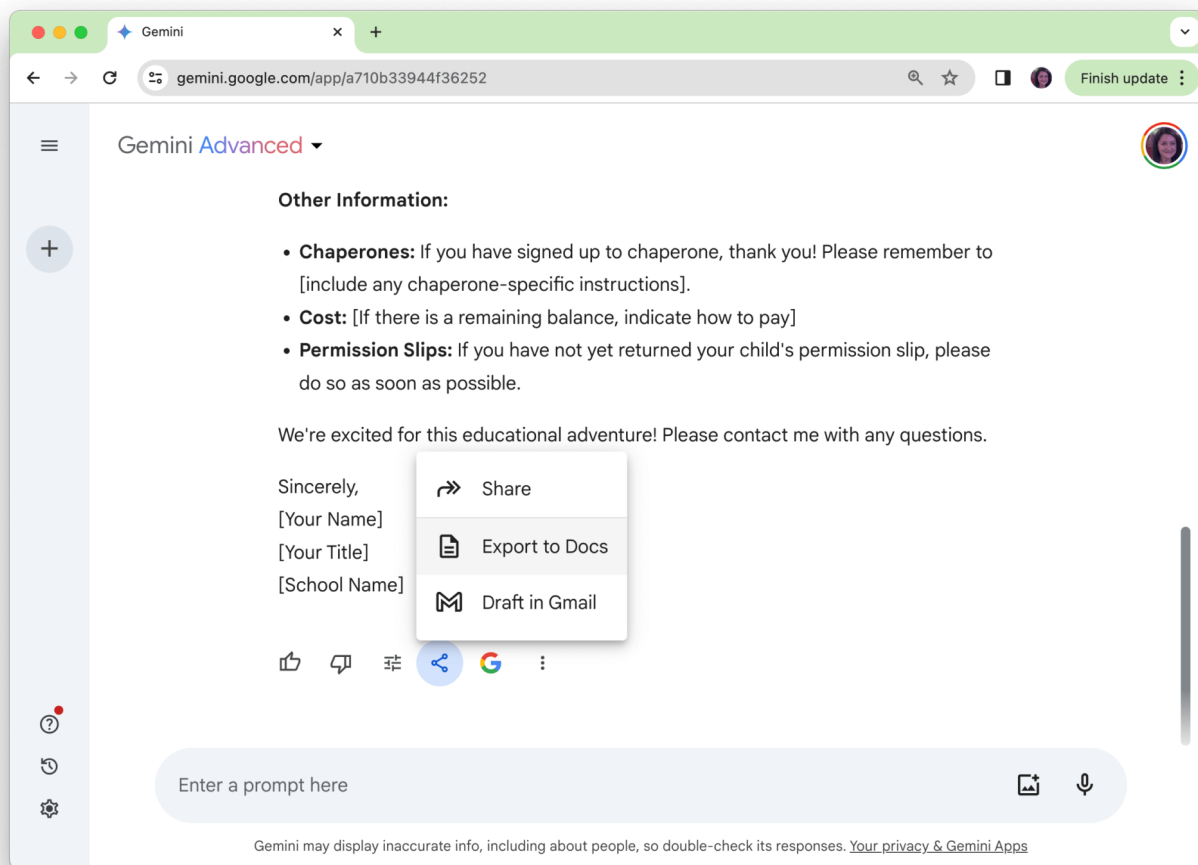 Gemini
gemini.google.com/app/a710b33944f36252
Finish update
Gemini Advanced
Other Information:
• Chaperones: If you have signed up to chaperone, thank you! Please remember to
[include any chaperone-specific instructions].
• Cost: [If there is a remaining balance, indicate how to pay]
• Permission Slips: If you have not yet returned your child's permission slip, please
do so as soon as possible.
We're excited for this educational adventure! Please contact me with any questions.
Sincerely,
[Your Name]
[Your Title]
[School Name]
Share
Export to Docs
Draft in Gmail
Enter a prompt here
Gemini may display inaccurate info, including about people, so double-check its responses. Your privacy & Gemini Apps